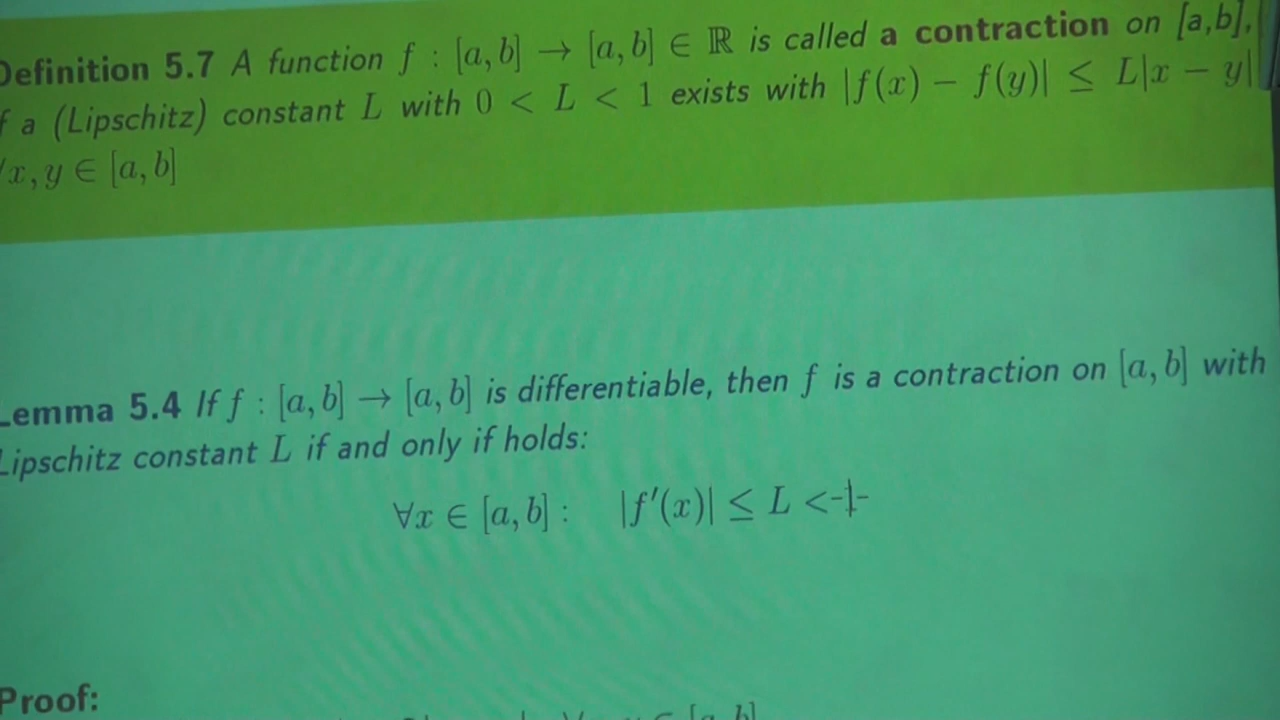 Definition 5.7 A function f : [a, b] → [a, b] ∈ ℝ is called a contraction on [a,b],
f a (Lipschitz) constant L with 0 < L < 1 exists with |f(x) − f(y)| ≤ L|x − y|
∀x, y ∈ [a, b]
Lemma 5.4 If f : [a, b] → [a, b] is differentiable, then f is a contraction on [a, b] with
Lipschitz constant L if and only if holds:
∀x ∈ [a, b] : |f′(x)| ≤ L < 1
Proof: